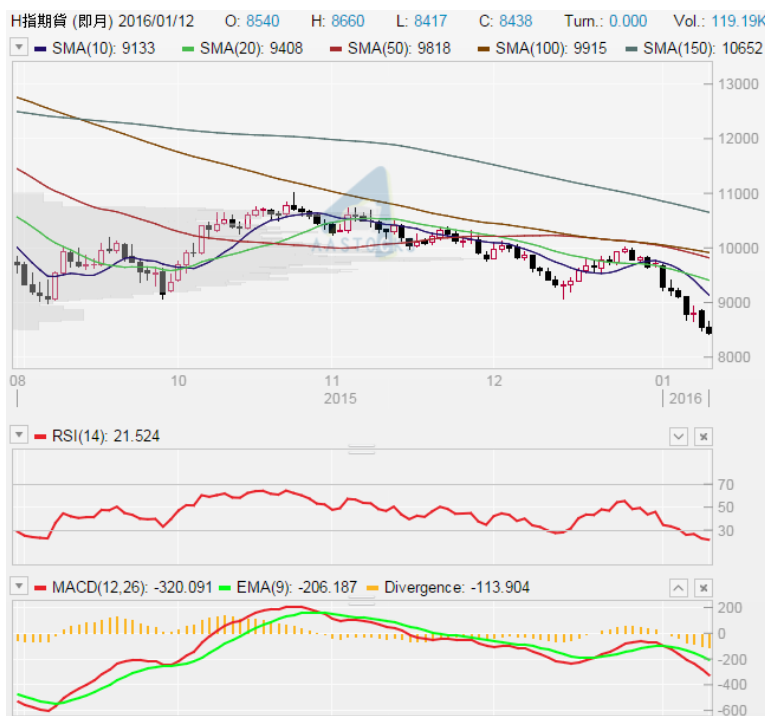 H指期貨 (即月) 2016/01/12 O: 8540 H: 8660 L: 8417 C: 8438 Turn.: 0.000 Vol.: 119.19K
SMA(10): 9133 SMA(20): 9408 SMA(50): 9818 SMA(100): 9915 SMA(150): 10652
13000
12000
11000
10000
9000
8000
AASTOCKS
08 10 11 12 01
2015 2016
RSI(14): 21.524
70
50
30
MACD(12,26): -320.091 EMA(9): -206.187 Divergence: -113.904
200
0
-200
-400
-600